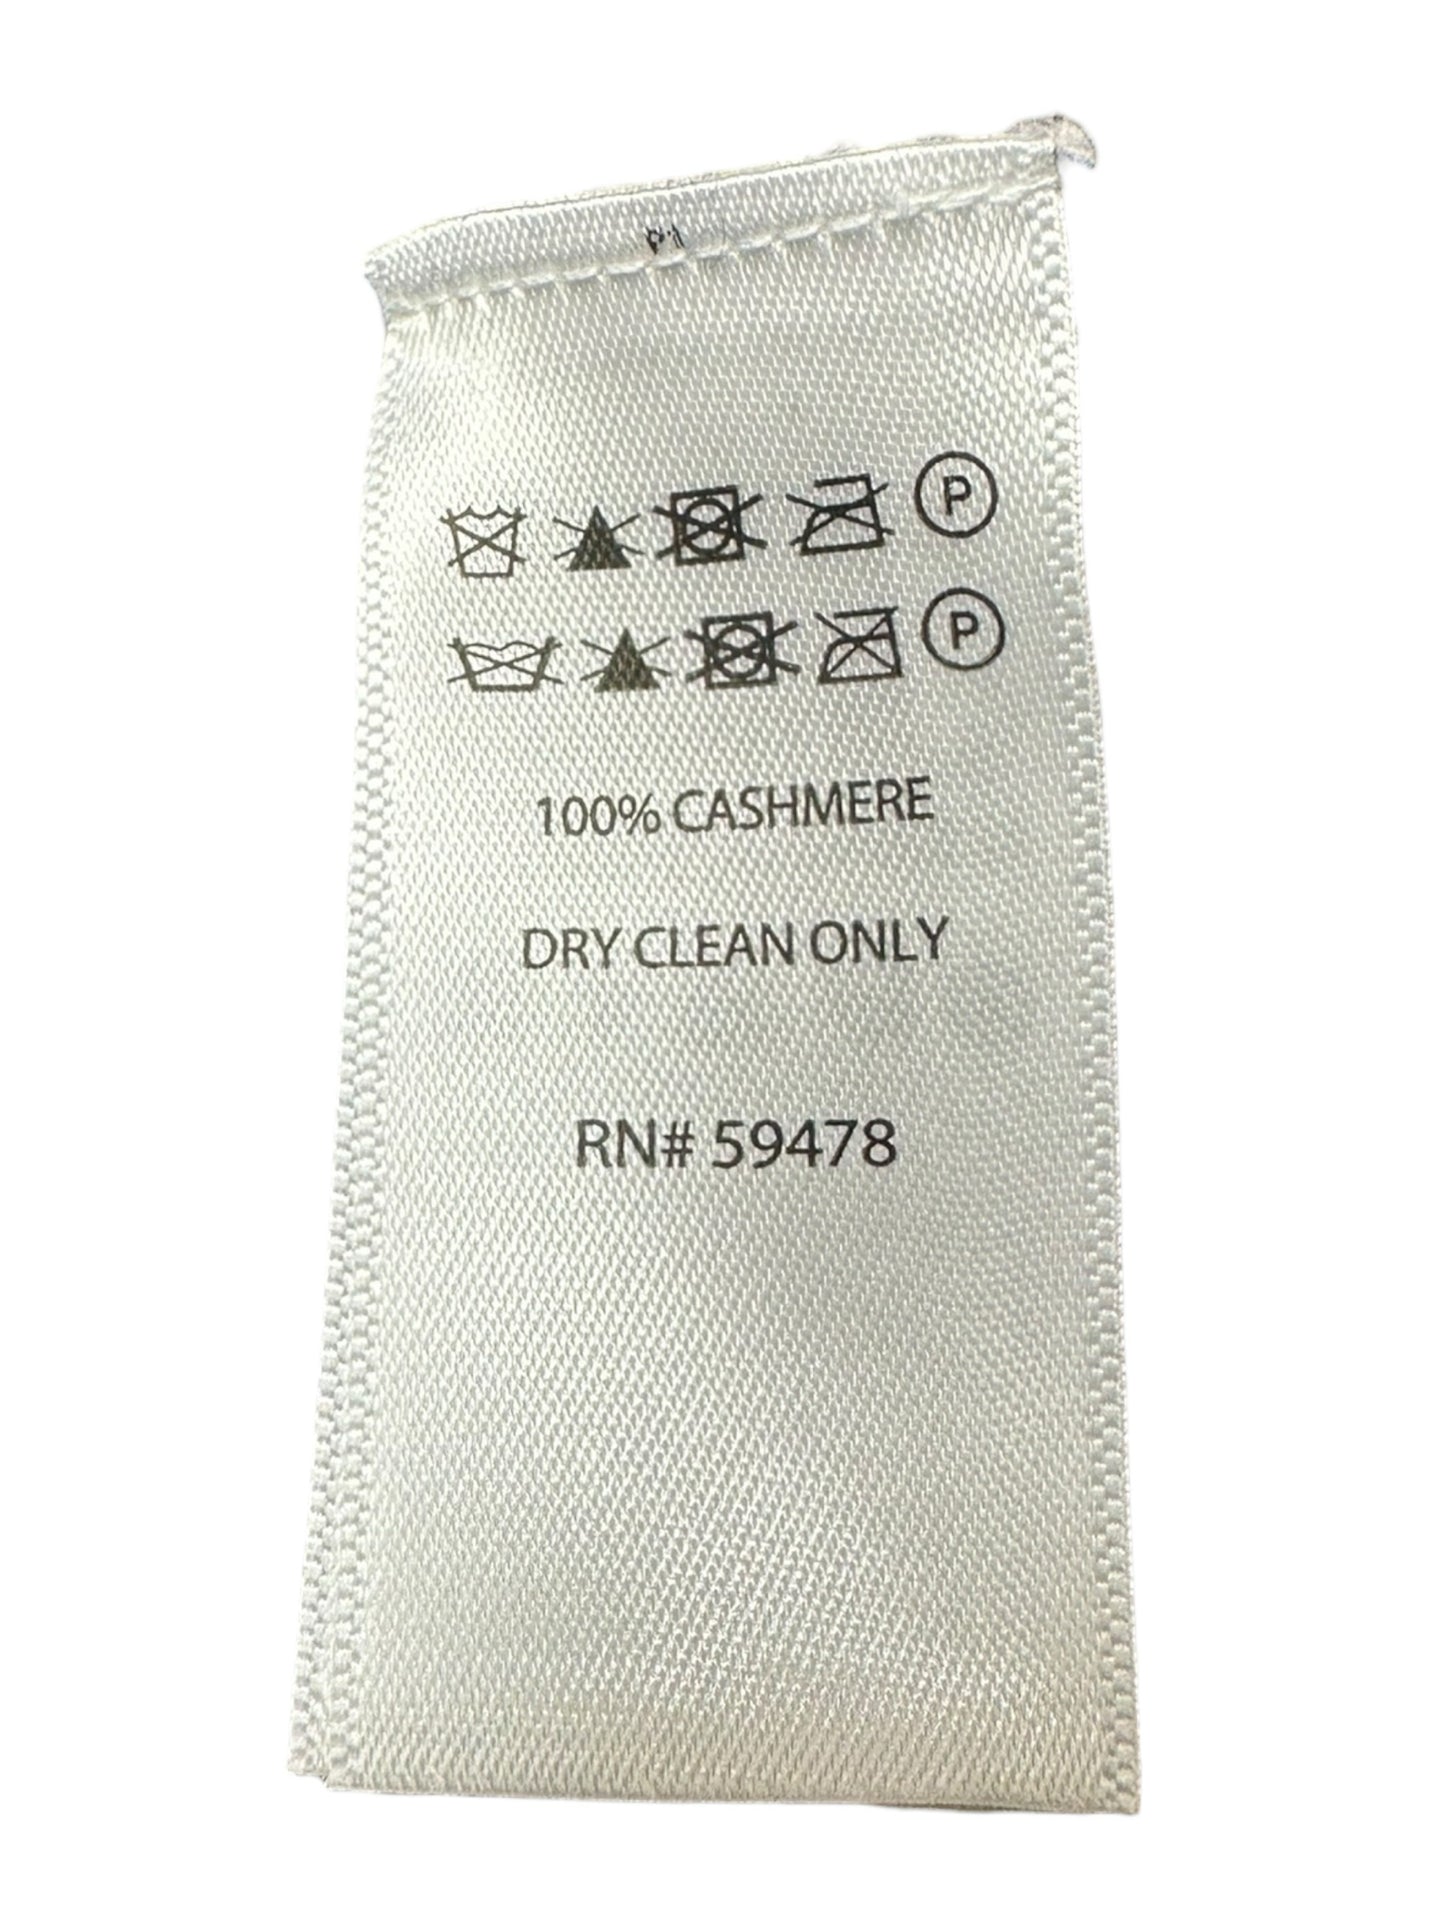 P
P
100% CASHMERE
DRY CLEAN ONLY
RN# 59478